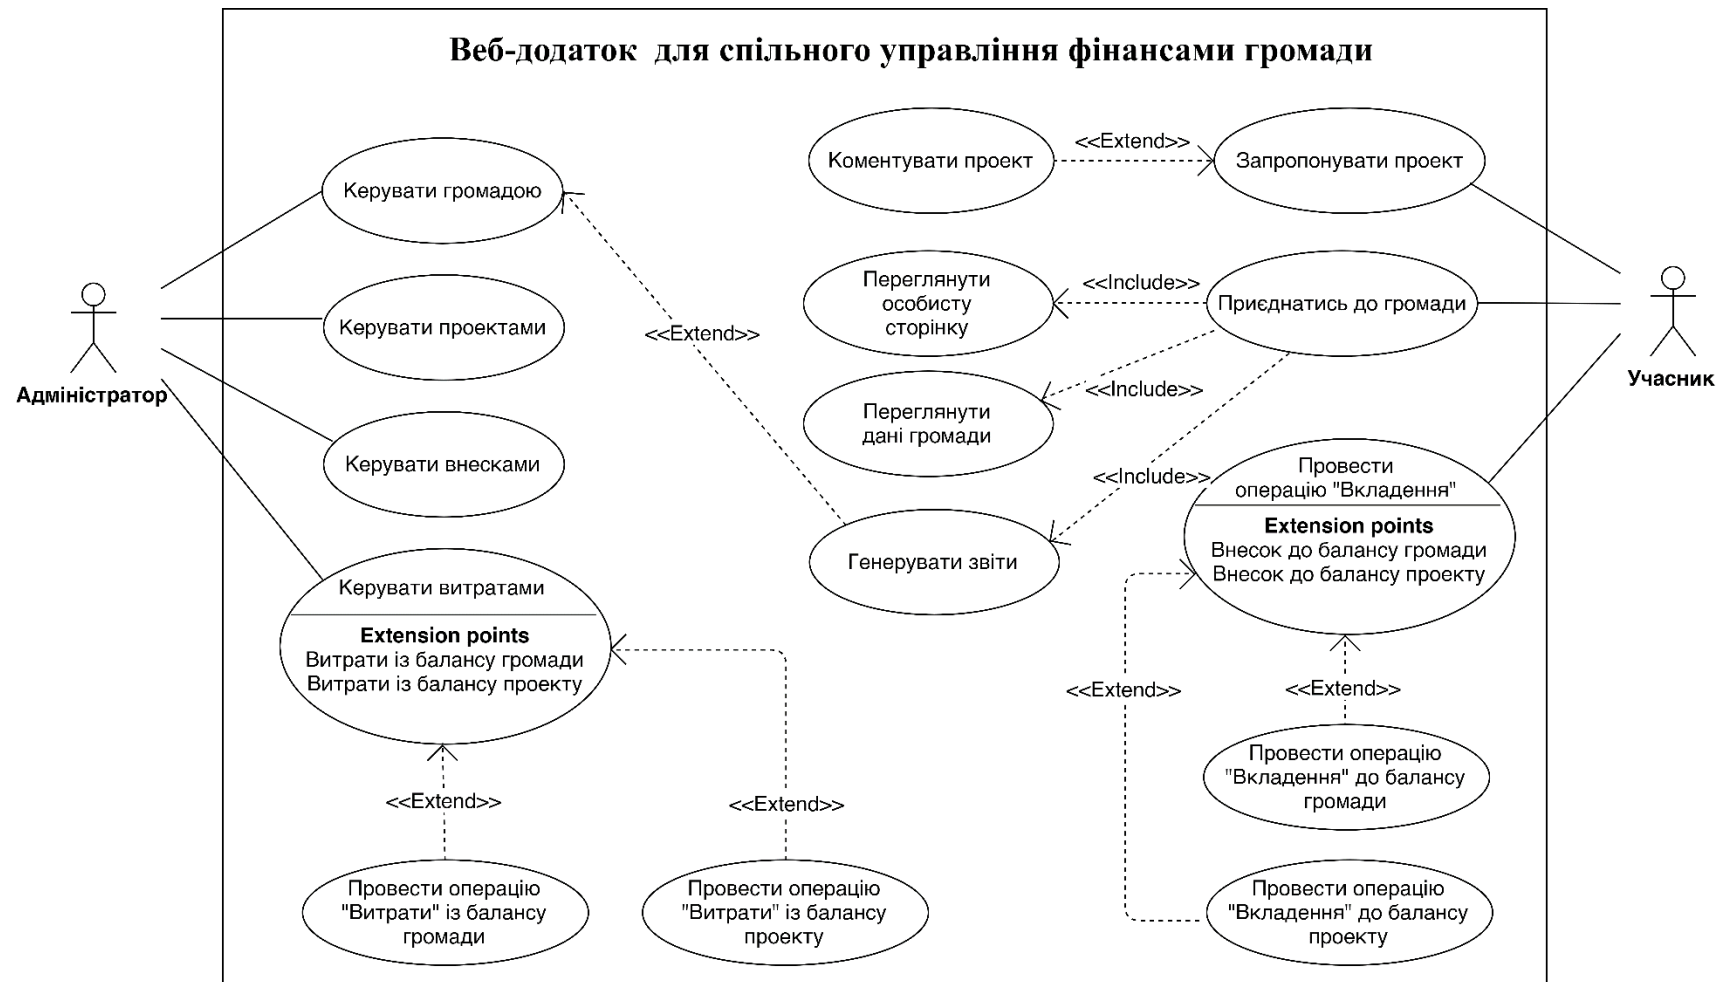 Веб-додаток для спільного управління фінансами громади
Коментувати проект
<<Extend>>
Запропонувати проект
Керувати громадою
Переглянути
особисту
сторінку
<<Include>>
Приєднатись до громади
Керувати проектами
<<Extend>>
Адміністратор
Учасник
Переглянути
дані громади
<<Include>>
Керувати внесками
<<Include>>
Провести
операцію "Вкладення"
Extension points
Внесок до балансу громади
Внесок до балансу проекту
Генерувати звіти
Керувати витратами
Extension points
Витрати із балансу громади
Витрати із балансу проекту
<<Extend>>
<<Extend>>
<<Extend>>
<<Extend>>
Провести операцію
"Вкладення" до балансу
громади
Провести операцію
"Витрати" із балансу
громади
Провести операцію
"Витрати" із балансу
проекту
Провести операцію
"Вкладення" до балансу
проекту